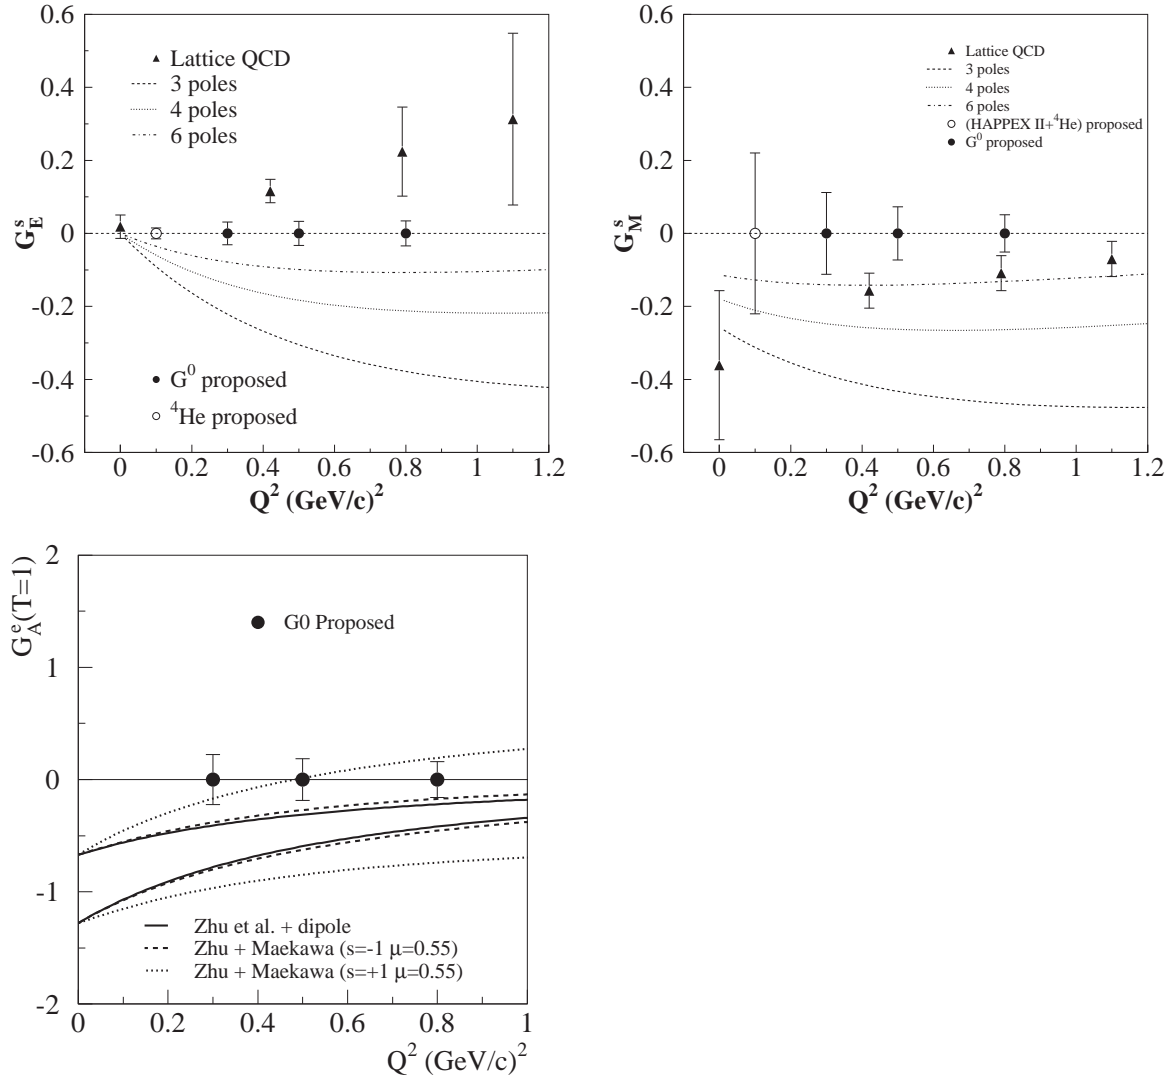 0.6
0.4
0.2
0
-0.2
-0.4
-0.6
G_E^s
Lattice QCD
3 poles
4 poles
6 poles
G^0 proposed
^4He proposed
0 0.2 0.4 0.6 0.8 1 1.2
Q^2 (GeV/c)^2
0.6
0.4
0.2
0
-0.2
-0.4
-0.6
G_M^s
Lattice QCD
3 poles
4 poles
6 poles
(HAPPEX II+^4He) proposed
G^0 proposed
0 0.2 0.4 0.6 0.8 1 1.2
Q^2 (GeV/c)^2
2
1
0
-1
-2
G_A^e(T=1)
G0 Proposed
Zhu et al. + dipole
Zhu + Maekawa (s=-1 μ=0.55)
Zhu + Maekawa (s=+1 μ=0.55)
0 0.2 0.4 0.6 0.8 1
Q^2 (GeV/c)^2